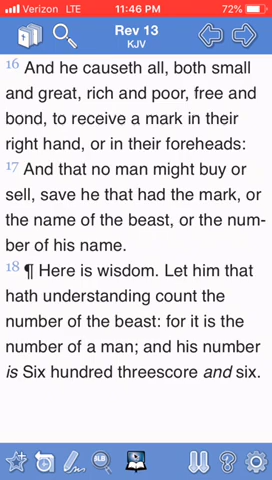 Verizon LTE 11:46 PM 72%
Rev 13
KJV
16 And he causeth all, both small
and great, rich and poor, free and
bond, to receive a mark in their
right hand, or in their foreheads:
17 And that no man might buy or
sell, save he that had the mark, or
the name of the beast, or the num-
ber of his name.
18 ¶ Here is wisdom. Let him that
hath understanding count the
number of the beast: for it is the
number of a man; and his number
is Six hundred threescore and six.
BLB